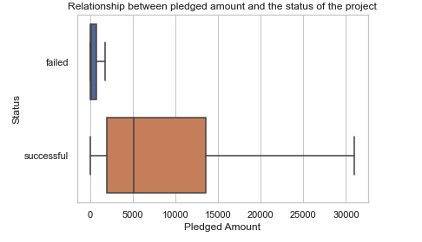 Relationship between pledged amount and the status of the project
failed
successful
Status
0 5000 10000 15000 20000 25000 30000
Pledged Amount